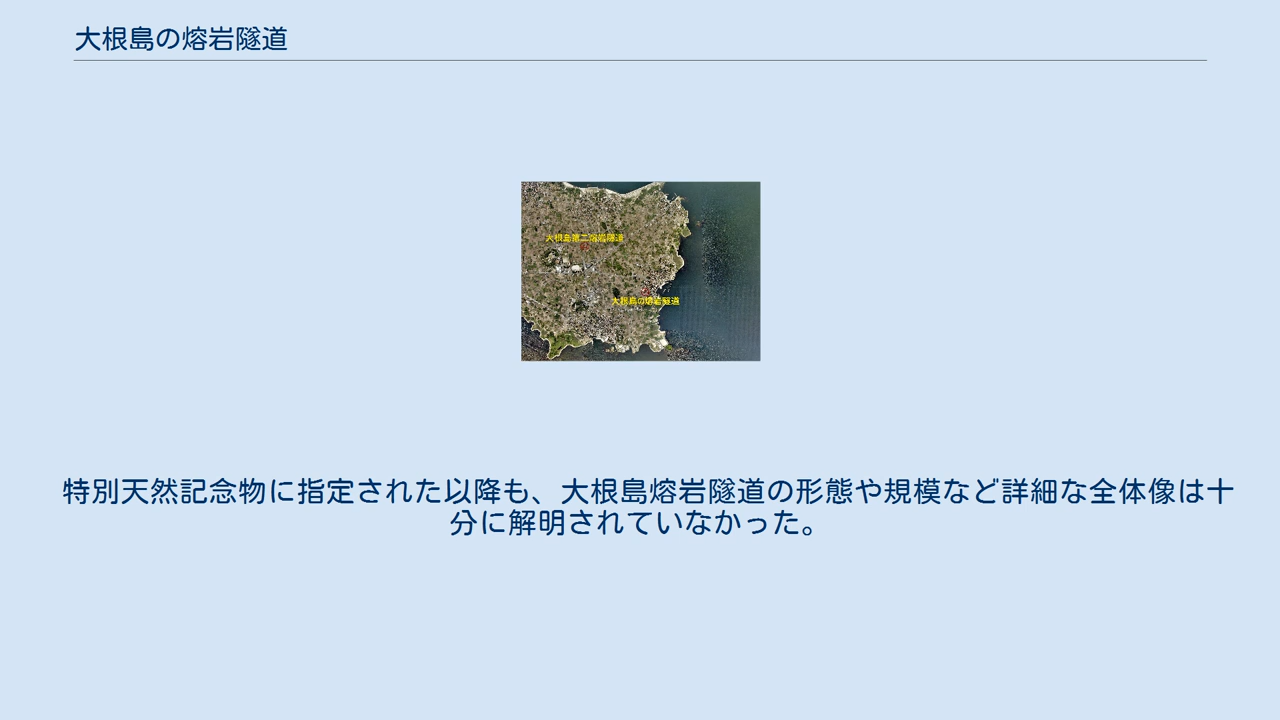 大根島の熔岩隧道
大根島第二熔岩隧道
大根島の熔岩隧道
特別天然記念物に指定された以降も、大根島熔岩隧道の形態や規模など詳細な全体像は十
分に解明されていなかった。